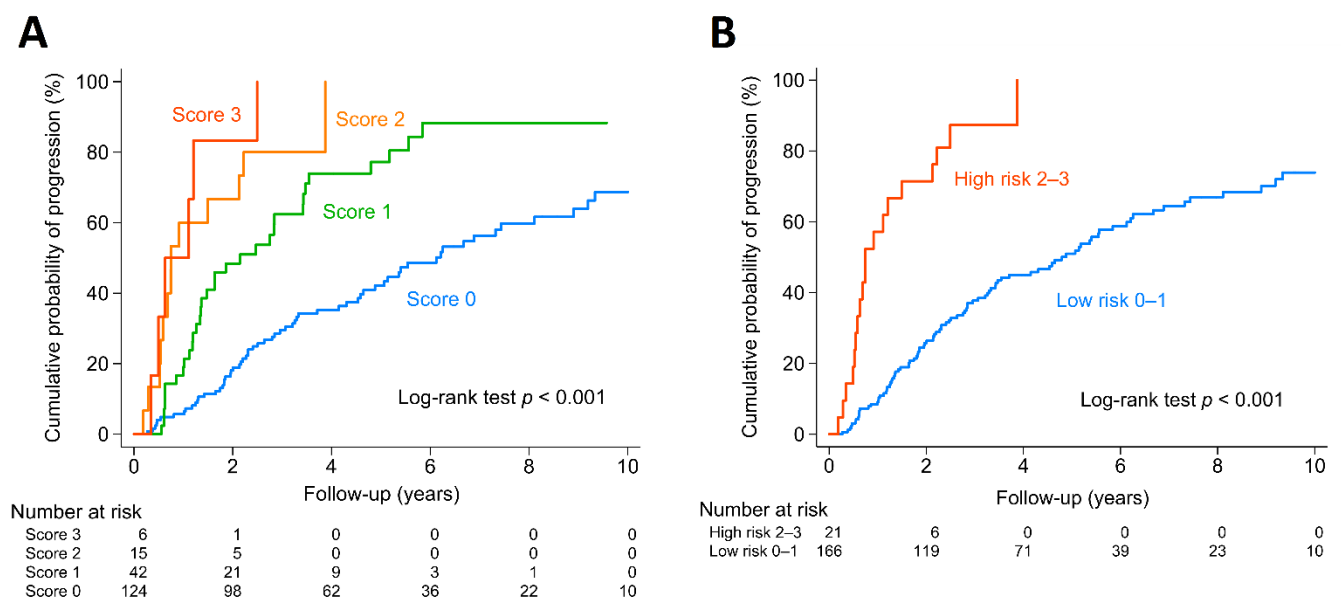 A
Cumulative probability of progression (%)
100
80
60
40
20
0
Score 3
Score 2
Score 1
Score 0
Log-rank test p < 0.001
0 2 4 6 8 10
Follow-up (years)
Number at risk
Score 3 6 1 0 0 0 0
Score 2 15 5 0 0 0 0
Score 1 42 21 9 3 1 0
Score 0 124 98 62 36 22 10
B
Cumulative probability of progression (%)
100
80
60
40
20
0
High risk 2–3
Low risk 0–1
Log-rank test p < 0.001
0 2 4 6 8 10
Follow-up (years)
Number at risk
High risk 2–3 21 6 0 0 0 0
Low risk 0–1 166 119 71 39 23 10